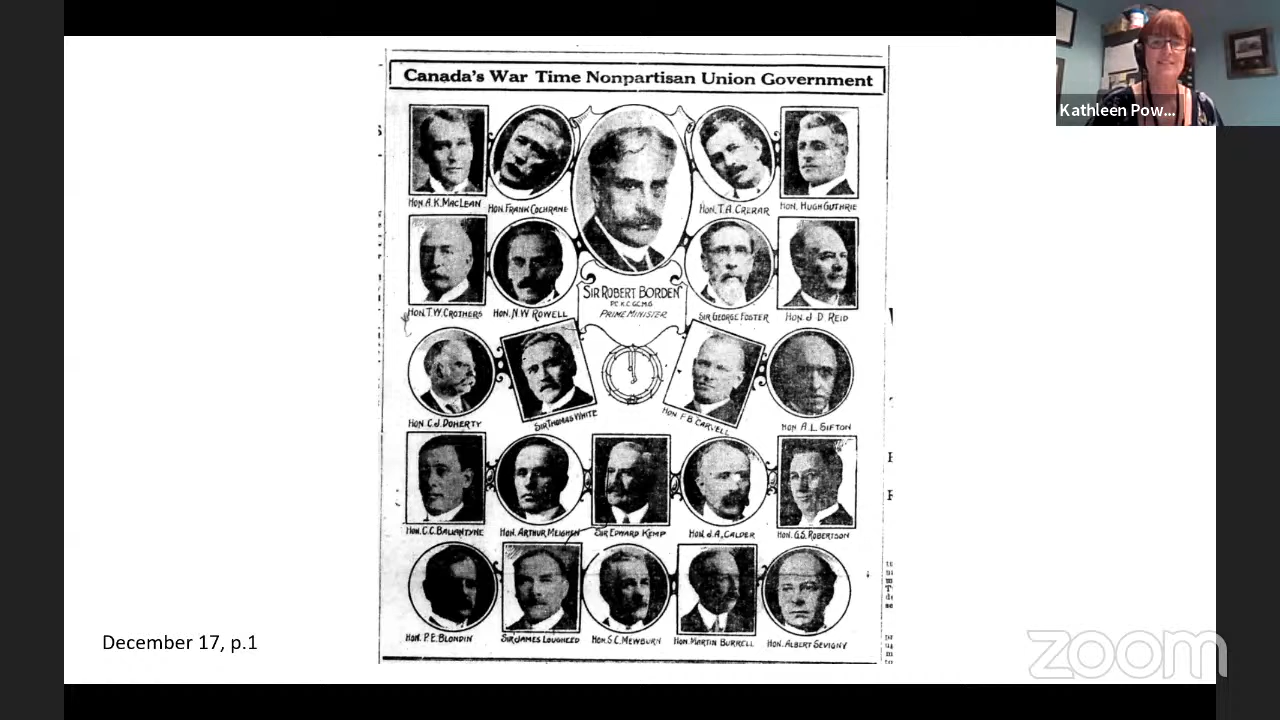 Canada's War Time Nonpartisan Union Government
HON. A.K. MACLEAN
HON. FRANK COCHRANE
HON. T.A. CRERAR
HON. HUGH GUTHRIE
HON. T.W. CROTHERS
HON. N.W ROWELL
SIR ROBERT BORDEN
P.C. K.C. G.C.M.G
PRIME MINISTER
SIR GEORGE FOSTER
HON. J D REID
HON C.J. DOHERTY
SIR THOMAS WHITE
HON F B CARVELL
HON A. L. SIFTON
HON. C.C. BALLANTYNE
HON. ARTHUR MEIGHEN
SIR EDWARD KEMP
HON. J. A. CALDER
HON. G.S. ROBERTSON
HON. P.E. BLONDIN
SIR JAMES LOUGHEED
HON. S.C. MEWBURN
HON. MARTIN BURRELL
HON. ALBERT SEVIGNY
December 17, p.1
Kathleen Pow...
zoom